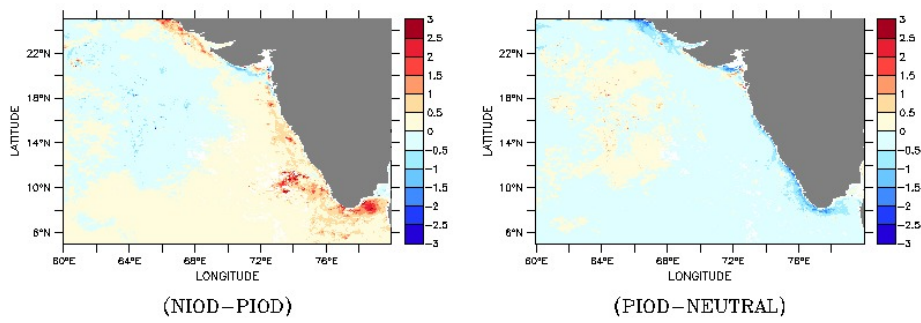 22°N
18°N
14°N
10°N
6°N
LATITUDE
60°E 64°E 68°E 72°E 76°E
LONGITUDE
3
2.5
2
1.5
1
0.5
0
−0.5
−1
−1.5
−2
−2.5
−3
(NIOD−PIOD)
22°N
18°N
14°N
10°N
6°N
LATITUDE
60°E 64°E 68°E 72°E 76°E
LONGITUDE
3
2.5
2
1.5
1
0.5
0
−0.5
−1
−1.5
−2
−2.5
−3
(PIOD−NEUTRAL)